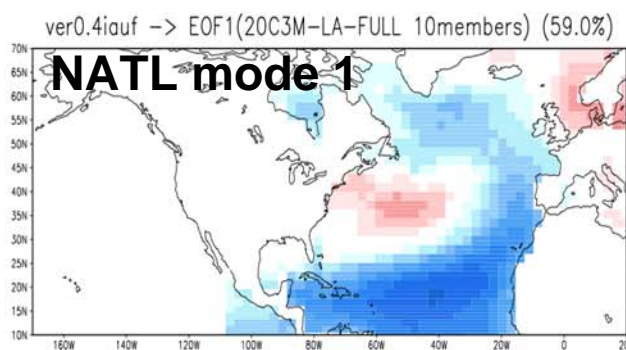 ver0.4iauf -> EOF1(20C3M-LA-FULL 10members) (59.0%)
NATL mode 1
70N
65N
60N
55N
50N
45N
40N
35N
30N
25N
20N
15N
10N
160W 140W 120W 100W 80W 60W 40W 20W 0 20